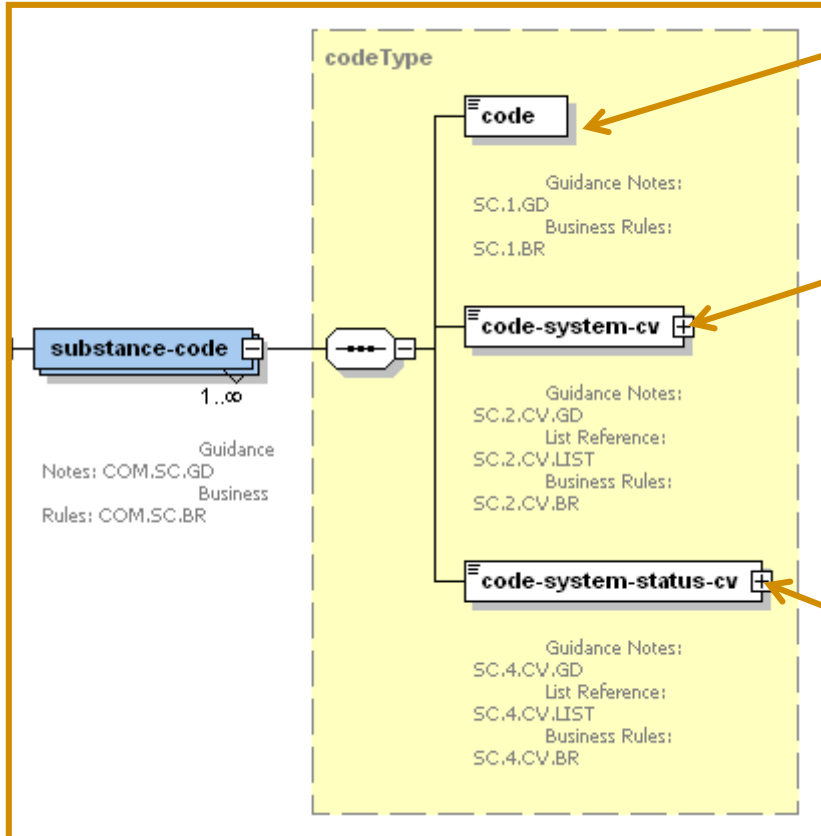 codeType
code
Guidance Notes:
SC.1.GD
Business Rules:
SC.1.BR
code-system-cv
Guidance Notes:
SC.2.CV.GD
List Reference:
SC.2.CV.LIST
Business Rules:
SC.2.CV.BR
substance-code
1..∞
Guidance
Notes: COM.SC.GD
Business
Rules: COM.SC.BR
code-system-status-cv
Guidance Notes:
SC.4.CV.GD
List Reference:
SC.4.CV.LIST
Business Rules:
SC.4.CV.BR